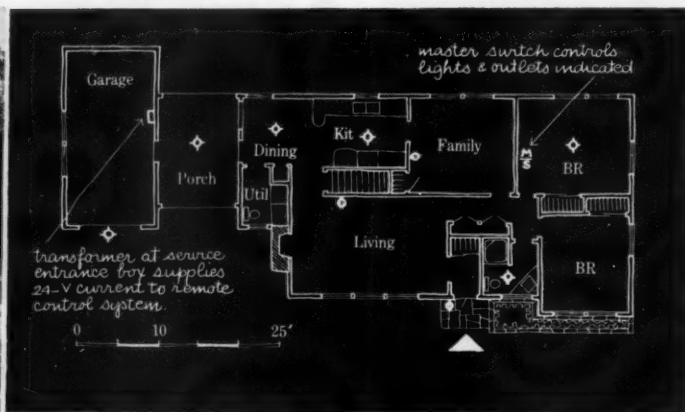 master switch controls
lights & outlets indicated
Garage
Kit
Dining
Family
M/S
BR
Porch
Util
Living
BR
transformer at service
entrance box supplies
24-V current to remote
control system.
0 10 25'